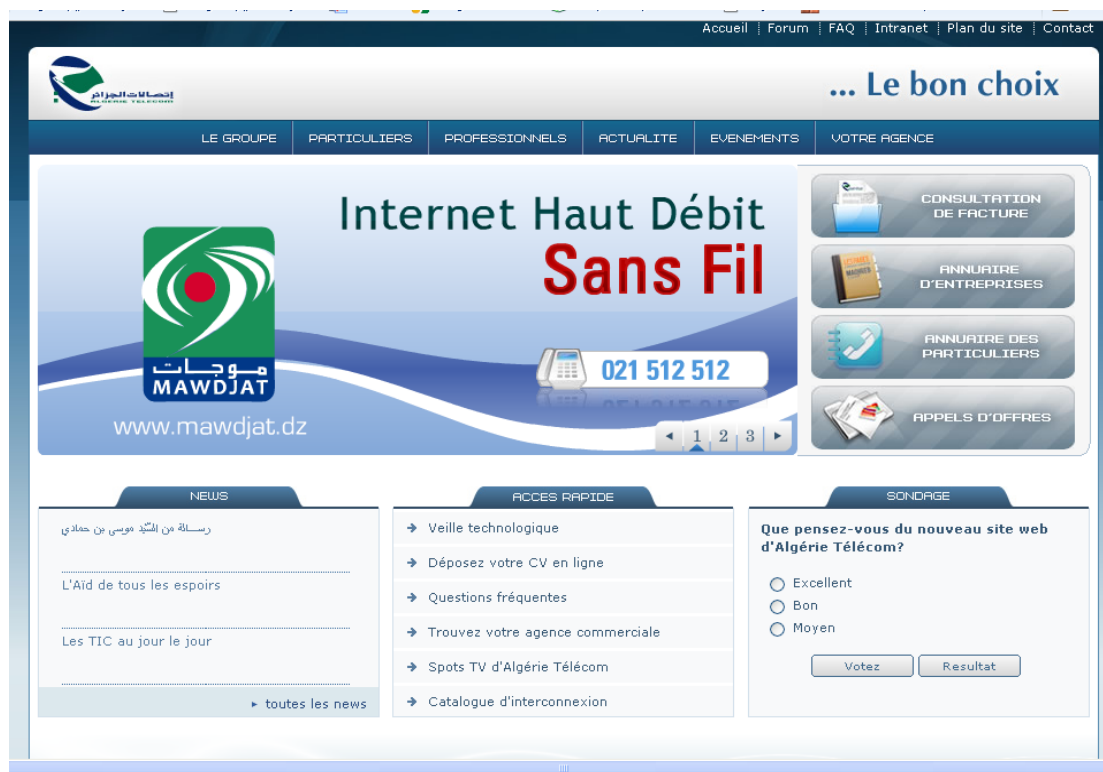 Accueil | Forum | FAQ | Intranet | Plan du site | Contact
إتصالات الجزائر
ALGERIE TELECOM
... Le bon choix
LE GROUPE PARTICULIERS PROFESSIONNELS ACTUALITE EVENEMENTS VOTRE AGENCE
Internet Haut Débit
Sans Fil
موجات
MAWDJAT
www.mawdjat.dz
021 512 512
1 2 3
CONSULTATION
DE FACTURE
ANNUAIRE
D'ENTREPRISES
ANNUAIRE DES
PARTICULIERS
APPELS D'OFFRES
NEWS
رسالة من السّيد موسى بن حمادي
L'Aïd de tous les espoirs
Les TIC au jour le jour
toutes les news
ACCES RAPIDE
Veille technologique
Déposez votre CV en ligne
Questions fréquentes
Trouvez votre agence commerciale
Spots TV d'Algérie Télécom
Catalogue d'interconnexion
SONDAGE
Que pensez-vous du nouveau site web
d'Algérie Télécom?
Excellent
Bon
Moyen
Votez Resultat